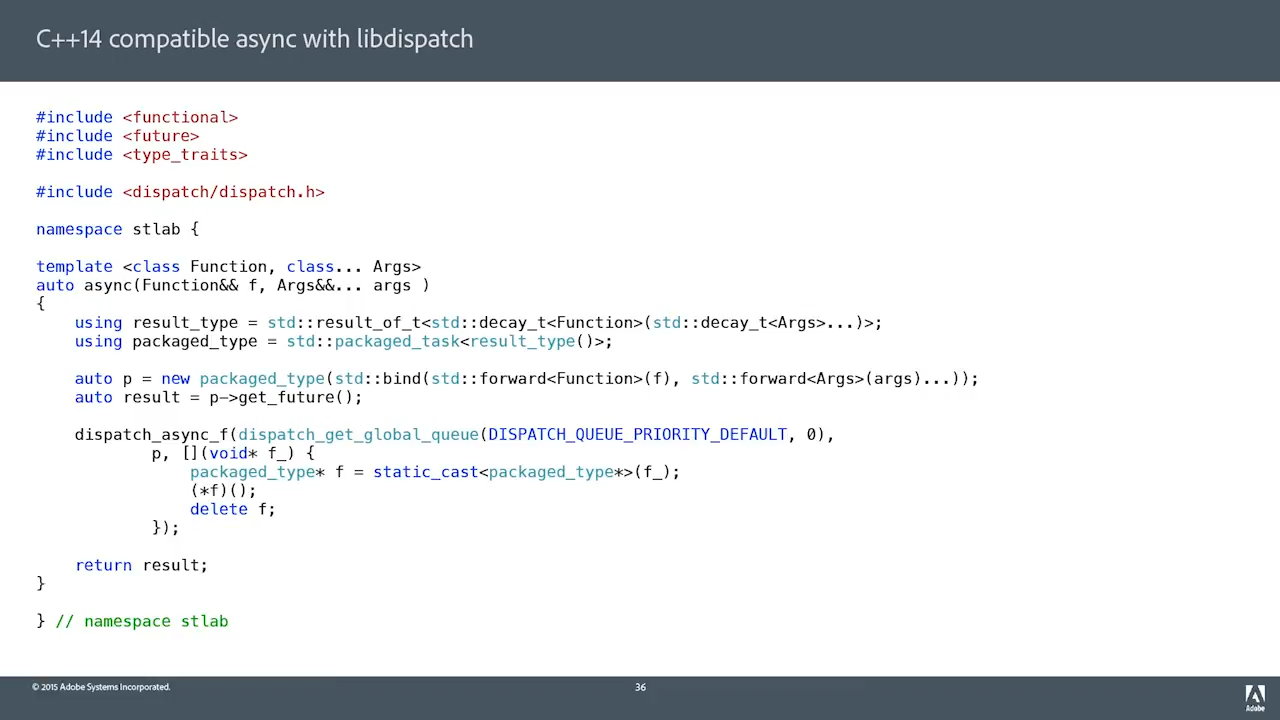 C++14 compatible async with libdispatch
#include <functional>
#include <future>
#include <type_traits>
#include <dispatch/dispatch.h>
namespace stlab {
template <class Function, class... Args>
auto async(Function&& f, Args&&... args )
{
    using result_type = std::result_of_t<std::decay_t<Function>(std::decay_t<Args>...)>;
    using packaged_type = std::packaged_task<result_type()>;
    auto p = new packaged_type(std::bind(std::forward<Function>(f), std::forward<Args>(args)...));
    auto result = p->get_future();
    dispatch_async_f(dispatch_get_global_queue(DISPATCH_QUEUE_PRIORITY_DEFAULT, 0),
            p, [](void* f_) {
                packaged_type* f = static_cast<packaged_type*>(f_);
                (*f)();
                delete f;
            });
    return result;
}
} // namespace stlab
© 2015 Adobe Systems Incorporated.
36
Adobe